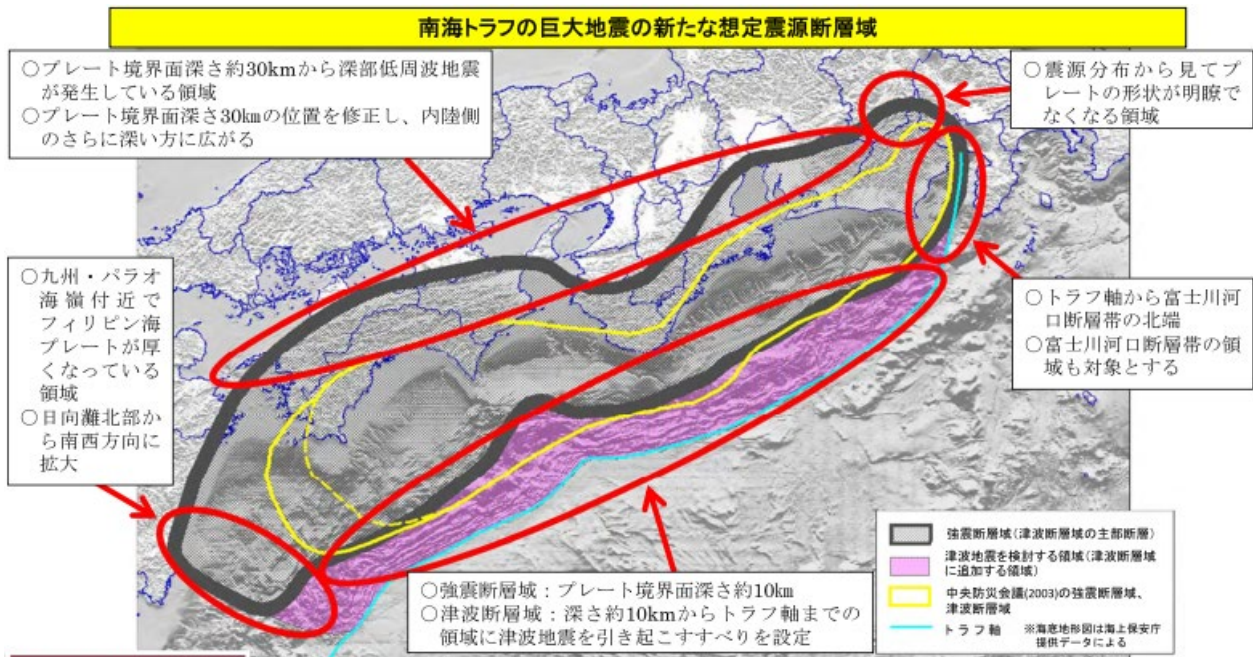 南海トラフの巨大地震の新たな想定震源断層域
○プレート境界面深さ約30kmから深部低周波地震
が発生している領域
○プレート境界面深さ30㎞の位置を修正し、内陸側
のさらに深い方に広がる
○震源分布から見てプ
レートの形状が明瞭で
なくなる領域
○九州・パラオ
海嶺付近で
フィリピン海
プレートが厚
くなっている
領域
○日向灘北部か
ら南西方向に
拡大
○トラフ軸から富士川河
口断層帯の北端
○富士川河口断層帯の領
域も対象とする
○強震断層域：プレート境界面深さ約10㎞
○津波断層域：深さ約10kmからトラフ軸までの
領域に津波地震を引き起こすすべりを設定
強震断層域(津波断層域の主部断層)
津波地震を検討する領域(津波断層域
に追加する領域)
中央防災会議(2003)の強震断層域、
津波断層域
トラフ軸 ※海底地形図は海上保安庁
提供データによる